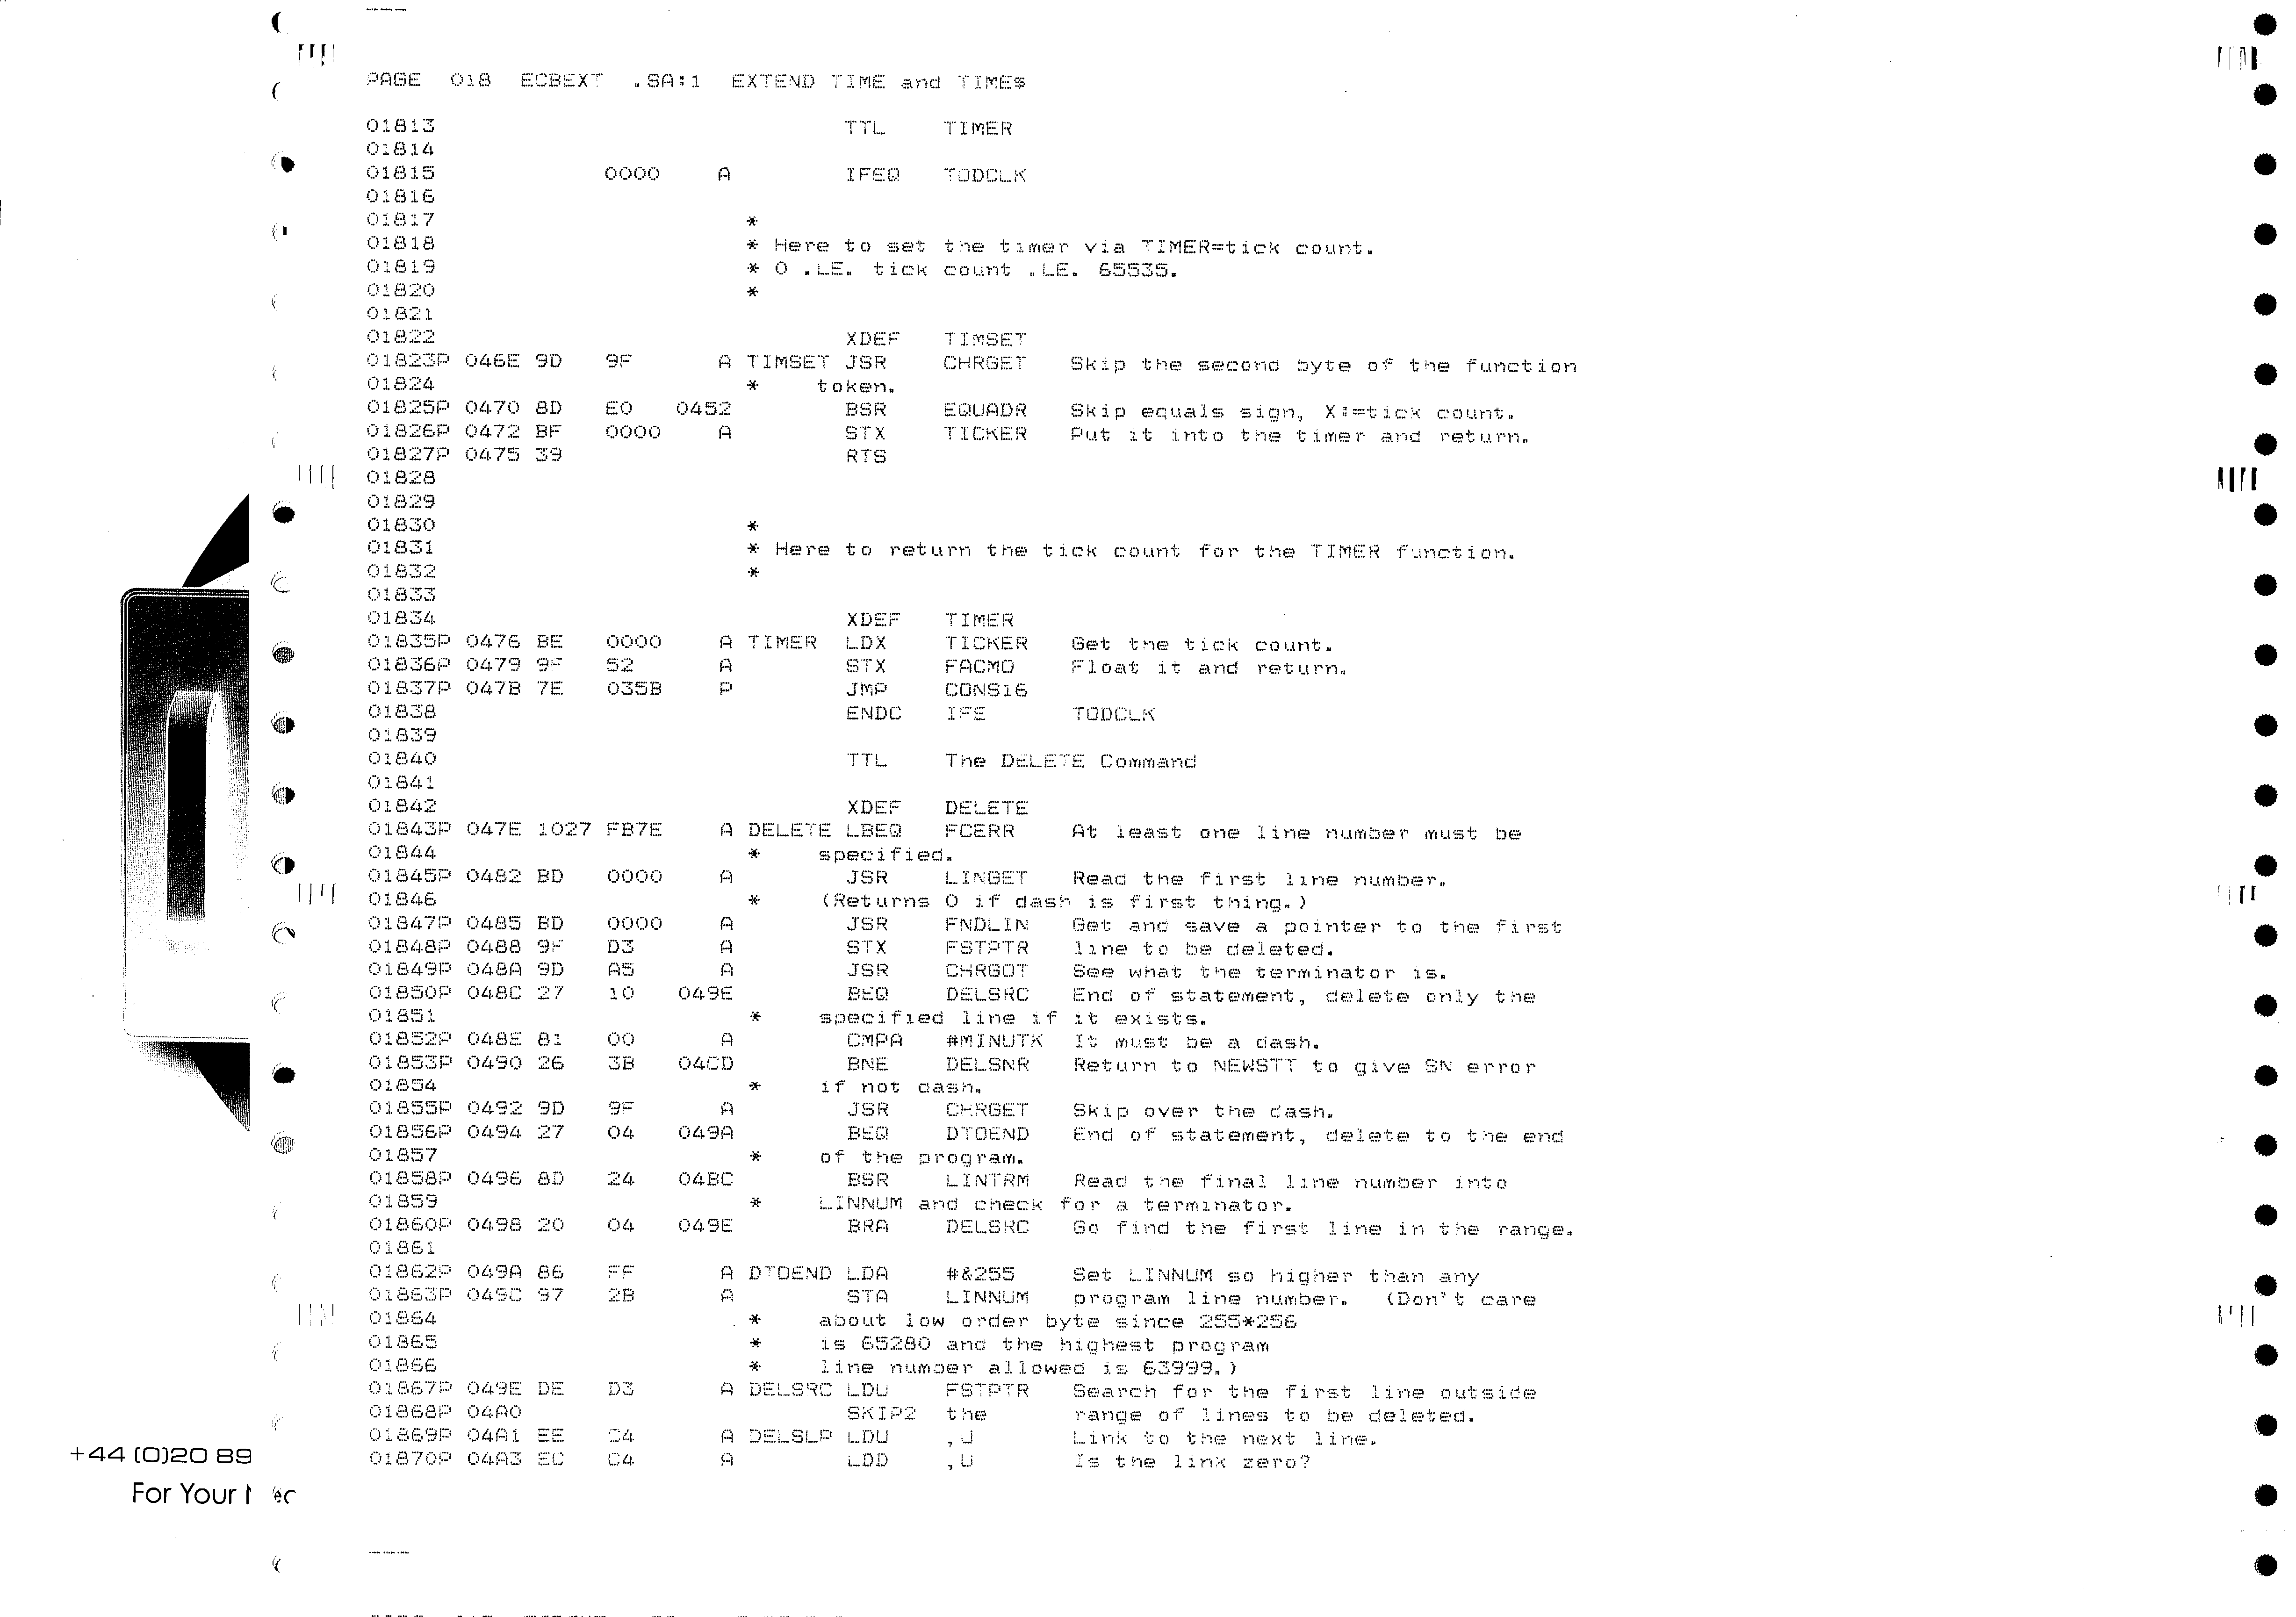 PAGE 018 ECBEXT .SA:1 EXTEND TIME and TIME$
01813 TTL TIMER
01814
01815 0000 A IFEQ TODCLK
01816
01817 *
01818 * Here to set the timer via TIMER=tick count.
01819 * 0 .LE. tick count .LE. 65535.
01820 *
01821
01822 XDEF TIMSET
01823P 046E 9D 9F A TIMSET JSR CHRGET Skip the second byte of the function
01824 * token.
01825P 0470 8D E0 0452 BSR EQUADR Skip equals sign, X:=tick count.
01826P 0472 BF 0000 A STX TICKER Put it into the timer and return.
01827P 0475 39 RTS
01828
01829
01830 *
01831 * Here to return the tick count for the TIMER function.
01832 *
01833
01834 XDEF TIMER
01835P 0476 BE 0000 A TIMER LDX TICKER Get the tick count.
01836P 0479 9F 52 A STX FACMO Float it and return.
01837P 047B 7E 035B P JMP CONS16
01838 ENDC IFE TODCLK
01839
01840 TTL The DELETE Command
01841
01842 XDEF DELETE
01843P 047E 1027 FB7E A DELETE LBEQ FCERR At least one line number must be
01844 * specified.
01845P 0482 BD 0000 A JSR LINGET Read the first line number.
01846 * (Returns 0 if dash is first thing.)
01847P 0485 BD 0000 A JSR FNDLIN Get and save a pointer to the first
01848P 0488 9F D3 A STX FSTPTR line to be deleted.
01849P 048A 9D A5 A JSR CHRGOT See what the terminator is.
01850P 048C 27 10 049E BEQ DELSRC End of statement, delete only the
01851 * specified line if it exists.
01852P 048E 81 00 A CMPA #MINUTK It must be a dash.
01853P 0490 26 3B 04CD BNE DELSNR Return to NEWSTT to give SN error
01854 * if not dash.
01855P 0492 9D 9F A JSR CHRGET Skip over the dash.
01856P 0494 27 04 049A BEQ DTOEND End of statement, delete to the end
01857 * of the program.
01858P 0496 8D 24 04BC BSR LINTRM Read the final line number into
01859 * LINNUM and check for a terminator.
01860P 0498 20 04 049E BRA DELSRC Go find the first line in the range.
01861
01862P 049A 86 FF A DTOEND LDA #&255 Set LINNUM so higher than any
01863P 049C 97 2B A STA LINNUM program line number. (Don't care
01864 * about low order byte since 255*256
01865 * is 65280 and the highest program
01866 * line number allowed is 63999.)
01867P 049E DE D3 A DELSRC LDU FSTPTR Search for the first line outside
01868P 04A0 SKIP2 the range of lines to be deleted.
01869P 04A1 EE C4 A DELSLP LDU ,U Link to the next line.
01870P 04A3 EC C4 A LDD ,U Is the link zero?
+44 (0)20 89
For Your